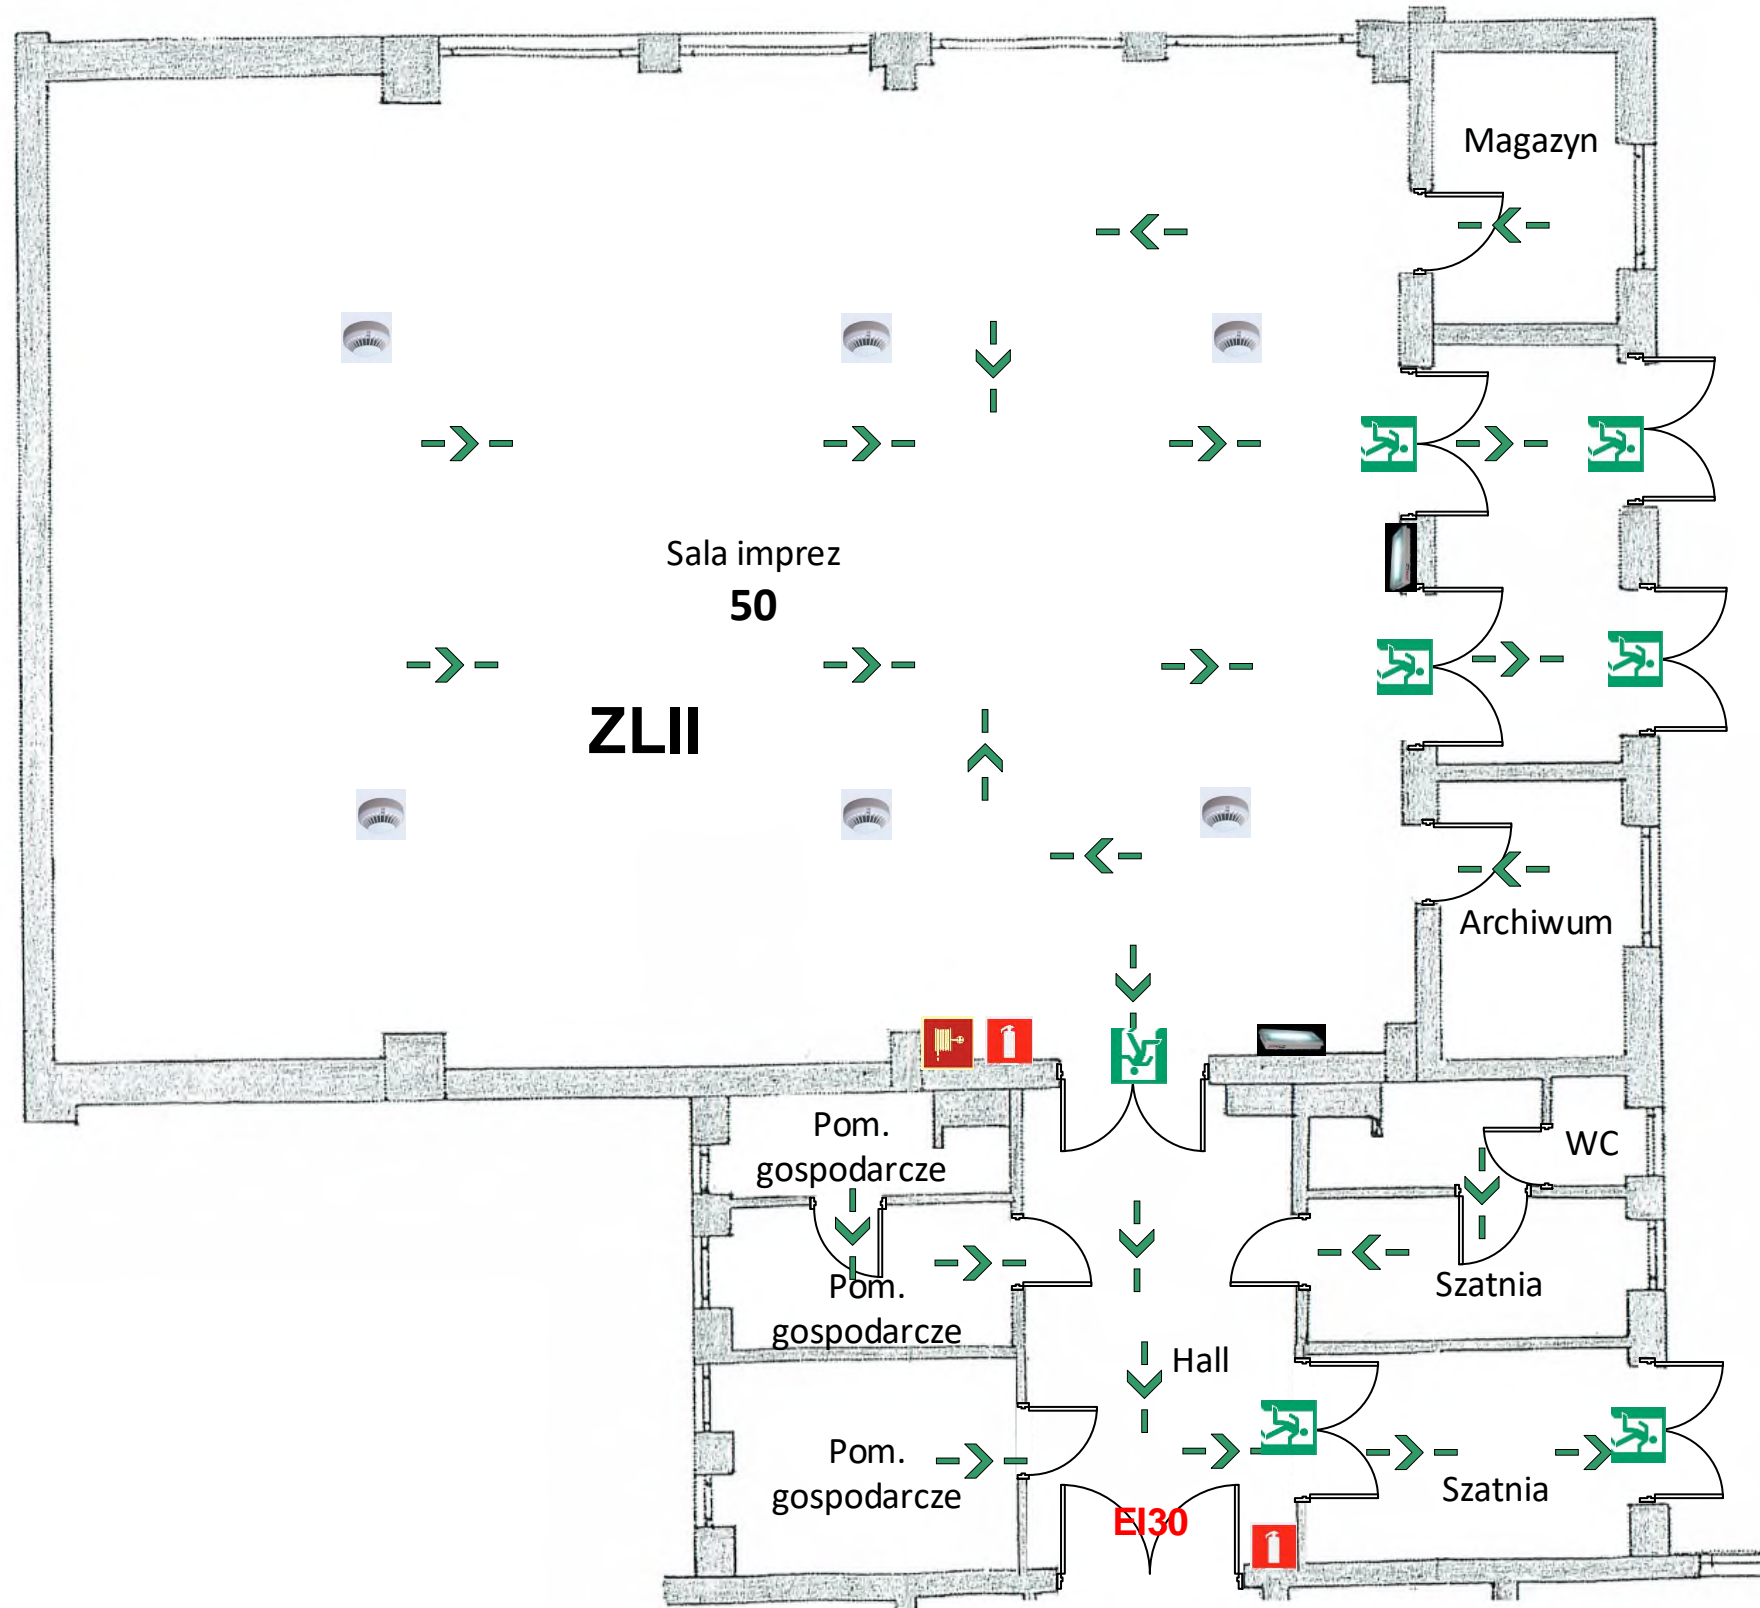 Magazyn
Sala imprez
50
ZLII
Archiwum
Pom.
gospodarcze
WC
Pom.
gospodarcze
Szatnia
Hall
Pom.
gospodarcze
Szatnia
EI30